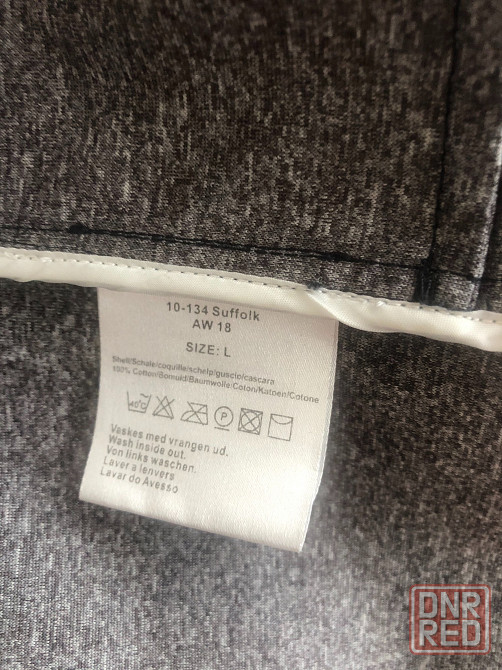 10-134 Suffolk
AW 18
SIZE: L
Shell/Schale/coquille/schelp/guscio/cascara
100% Cotton/Bomuld/Baumwolle/Coton/Katoen/Cotone
40°C P
Vaskes med vrangen ud.
Wash inside out.
Von links waschen.
Laver a lenvers
Lavar do Avesso
DNR
RED